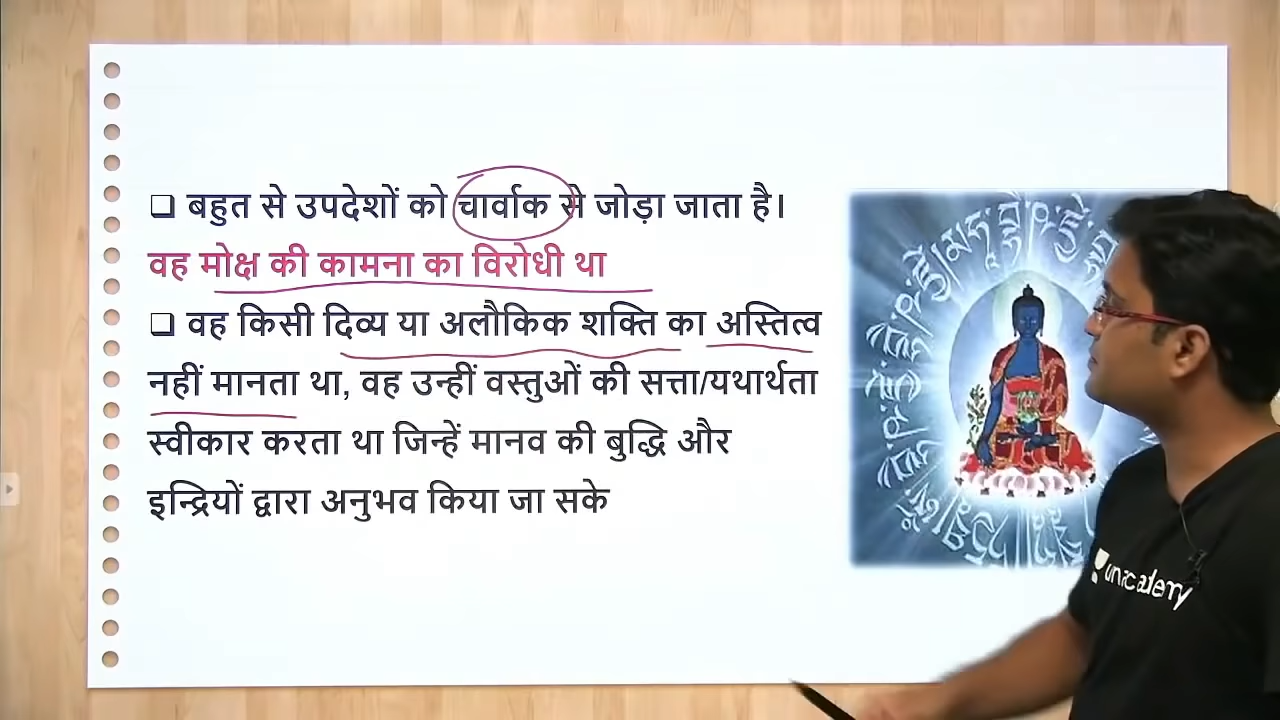 ❑ बहुत से उपदेशों को चार्वाक से जोड़ा जाता है।
वह मोक्ष की कामना का विरोधी था
❑ वह किसी दिव्य या अलौकिक शक्ति का अस्तित्व
नहीं मानता था, वह उन्हीं वस्तुओं की सत्ता/यथार्थता
स्वीकार करता था जिन्हें मानव की बुद्धि और
इन्द्रियों द्वारा अनुभव किया जा सके
unacademy